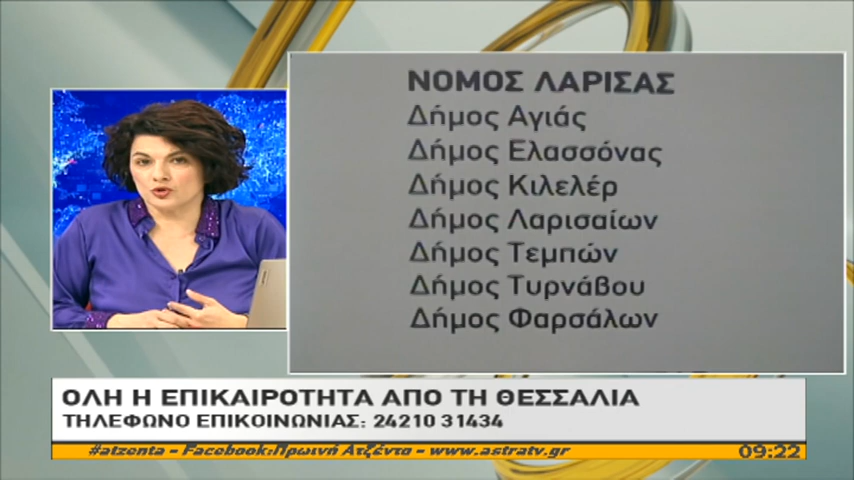 ΝΟΜΟΣ ΛΑΡΙΣΑΣ
Δήμος Αγιάς
Δήμος Ελασσόνας
Δήμος Κιλελέρ
Δήμος Λαρισαίων
Δήμος Τεμπών
Δήμος Τυρνάβου
Δήμος Φαρσάλων
ΟΛΗ Η ΕΠΙΚΑΙΡΟΤΗΤΑ ΑΠΟ ΤΗ ΘΕΣΣΑΛΙΑ
ΤΗΛΕΦΩΝΟ ΕΠΙΚΟΙΝΩΝΙΑΣ: 24210 31434
#atzenta - Facebook:Πρωινή Ατζέντα - www.astratv.gr
09:22